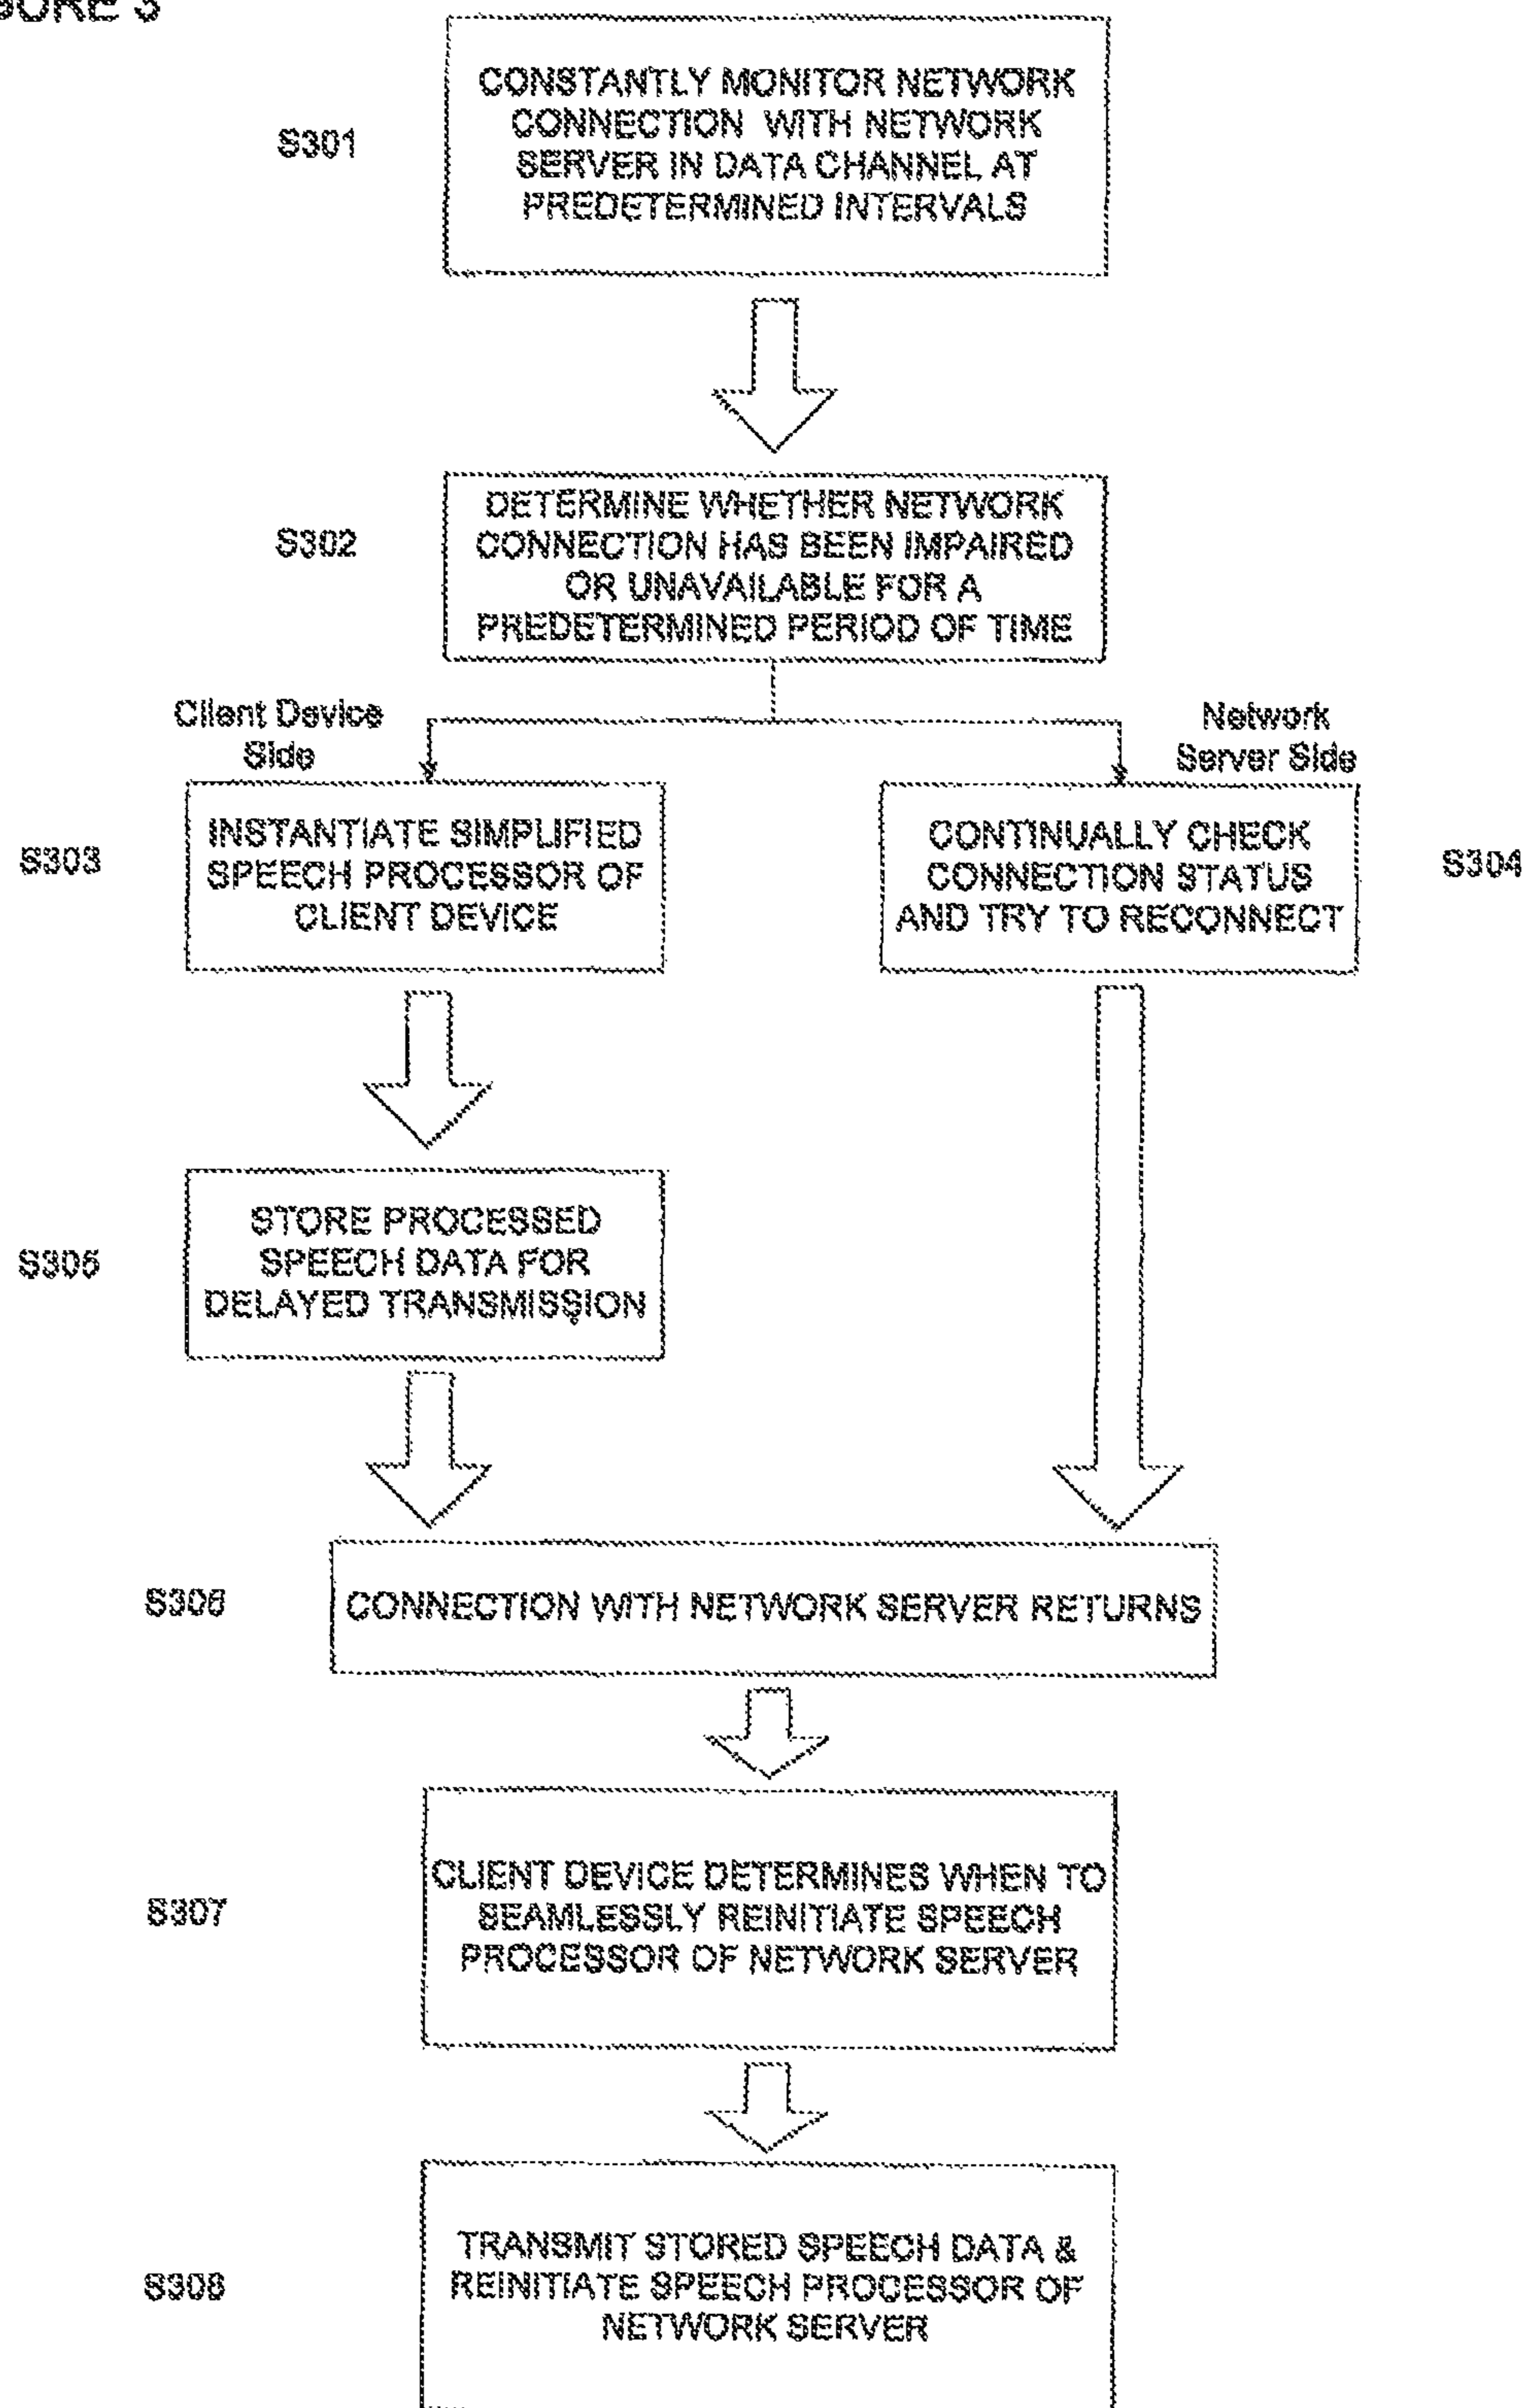 S301
CONSTANTLY MONITOR NETWORK
CONNECTION WITH NETWORK
SERVER IN DATA CHANNEL AT
PREDETERMINED INTERVALS
S302
DETERMINE WHETHER NETWORK
CONNECTION HAS BEEN IMPAIRED
OR UNAVAILABLE FOR A
PREDETERMINED PERIOD OF TIME
Client Device
Side
Network
Server Side
S303
INSTANTIATE SIMPLIFIED
SPEECH PROCESSOR OF
CLIENT DEVICE
CONTINUALLY CHECK
CONNECTION STATUS
AND TRY TO RECONNECT
S304
S305
STORE PROCESSED
SPEECH DATA FOR
DELAYED TRANSMISSION
S306
CONNECTION WITH NETWORK SERVER RETURNS
S307
CLIENT DEVICE DETERMINES WHEN TO
SEAMLESSLY REINITIATE SPEECH
PROCESSOR OF NETWORK SERVER
S308
TRANSMIT STORED SPEECH DATA &
REINITIATE SPEECH PROCESSOR OF
NETWORK SERVER